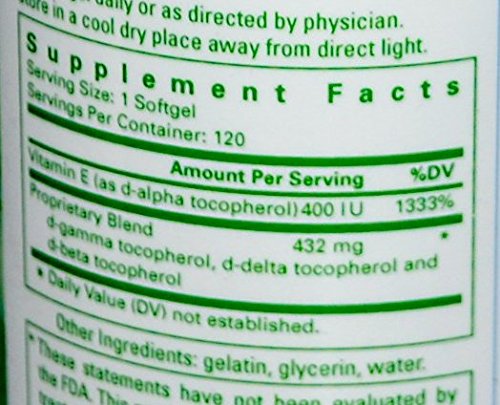 daily or as directed by physician.
Store in a cool dry place away from direct light.
Supplement Facts
Serving Size: 1 Softgel
Servings Per Container: 120
Amount Per Serving %DV
Vitamin E (as d-alpha tocopherol) 400 IU 1333%
Proprietary Blend 432 mg *
d-gamma tocopherol, d-delta tocopherol and
d-beta tocopherol
* Daily Value (DV) not established.
Other Ingredients: gelatin, glycerin, water.
*These statements have not been evaluated by
the FDA. This